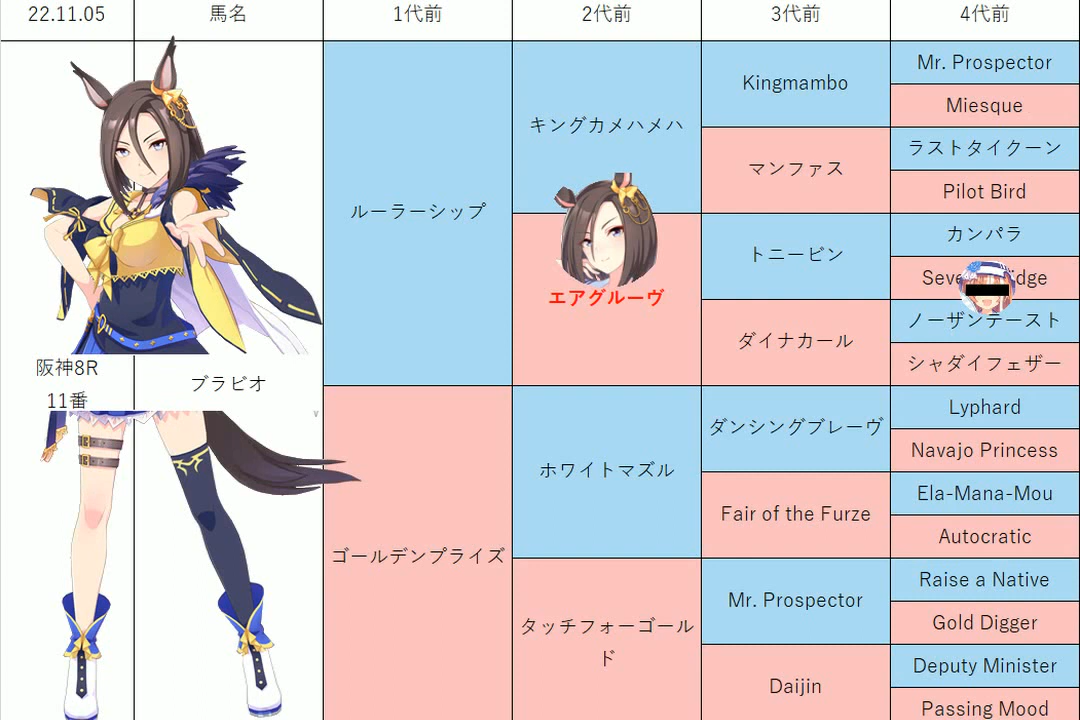 22.11.05
馬名
1代前
2代前
3代前
4代前
阪神8R
11番
ブラビオ
ルーラーシップ
ゴールデンプライズ
キングカメハメハ
エアグルーヴ
ホワイトマズル
タッチフォーゴール
ド
Kingmambo
マンファス
トニービン
ダイナカール
ダンシングブレーヴ
Fair of the Furze
Mr. Prospector
Daijin
Mr. Prospector
Miesque
ラストタイクーン
Pilot Bird
カンパラ
ノーザンテースト
シャダイフェザー
Lyphard
Navajo Princess
Ela-Mana-Mou
Autocratic
Raise a Native
Gold Digger
Deputy Minister
Passing Mood